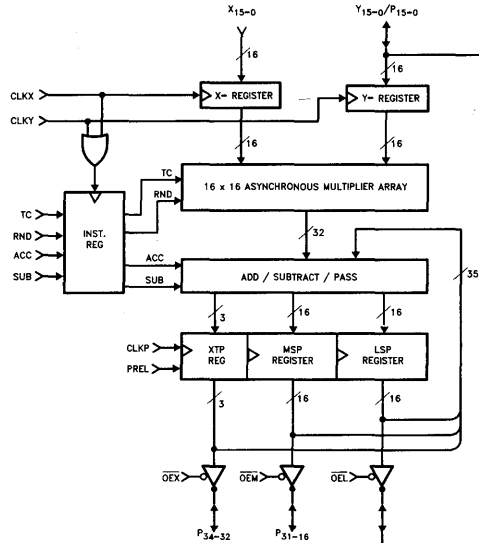 X15-0
Y15-0/P15-0
16
16
CLKX
X- REGISTER
Y- REGISTER
CLKY
16
16
TC
RND
16 x 16 ASYNCHRONOUS MULTIPLIER ARRAY
TC
RND
ACC
SUB
INST.
REG
32
ACC
SUB
ADD / SUBTRACT / PASS
35
3
16
16
CLKP
PREL
XTP
REG
MSP
REGISTER
LSP
REGISTER
3
16
16
OEX
OEM
OEL
P34-32
P31-16